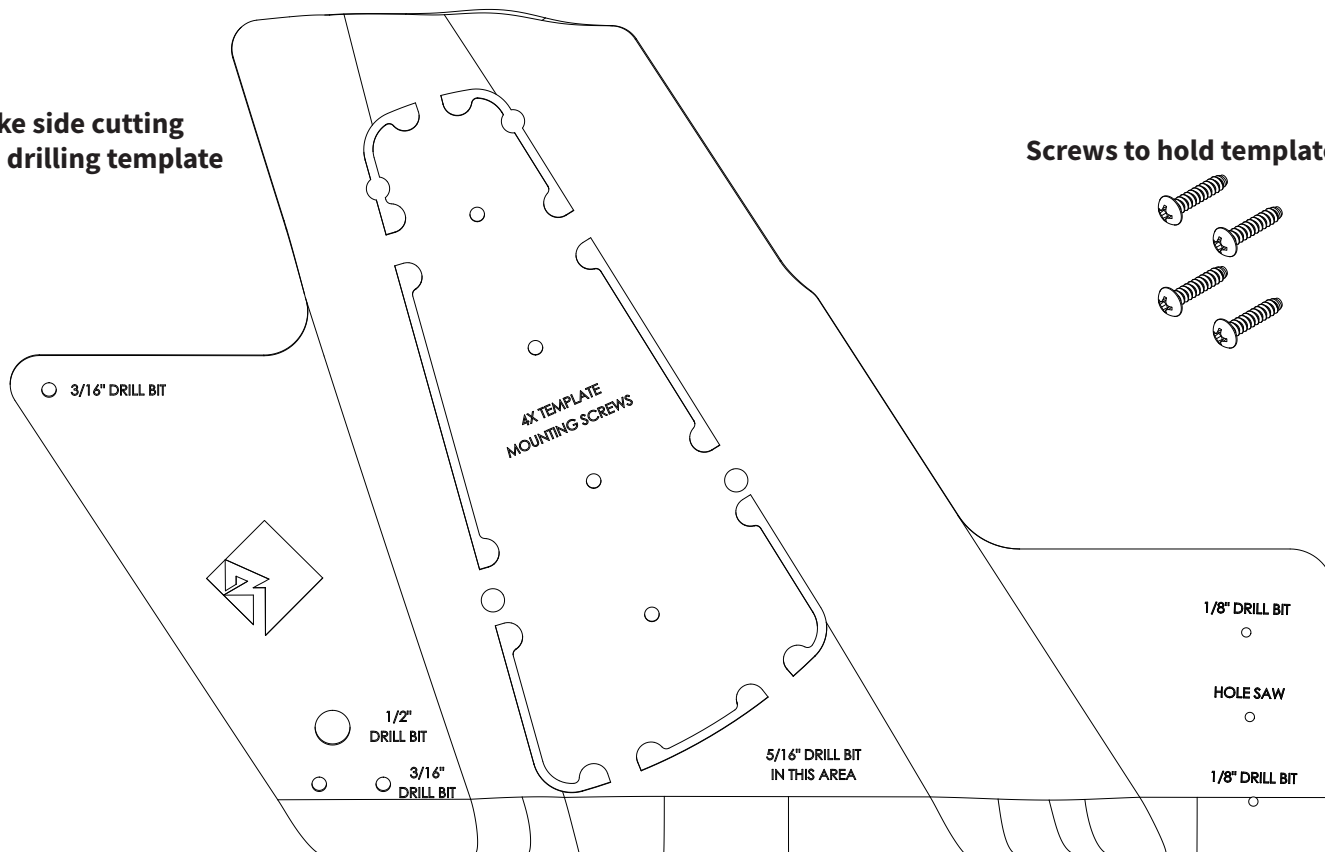 ke side cutting
drilling template
Screws to hold template
3/16" DRILL BIT
4X TEMPLATE
MOUNTING SCREWS
1/8" DRILL BIT
HOLE SAW
1/2"
DRILL BIT
5/16" DRILL BIT
IN THIS AREA
3/16"
DRILL BIT
1/8" DRILL BIT